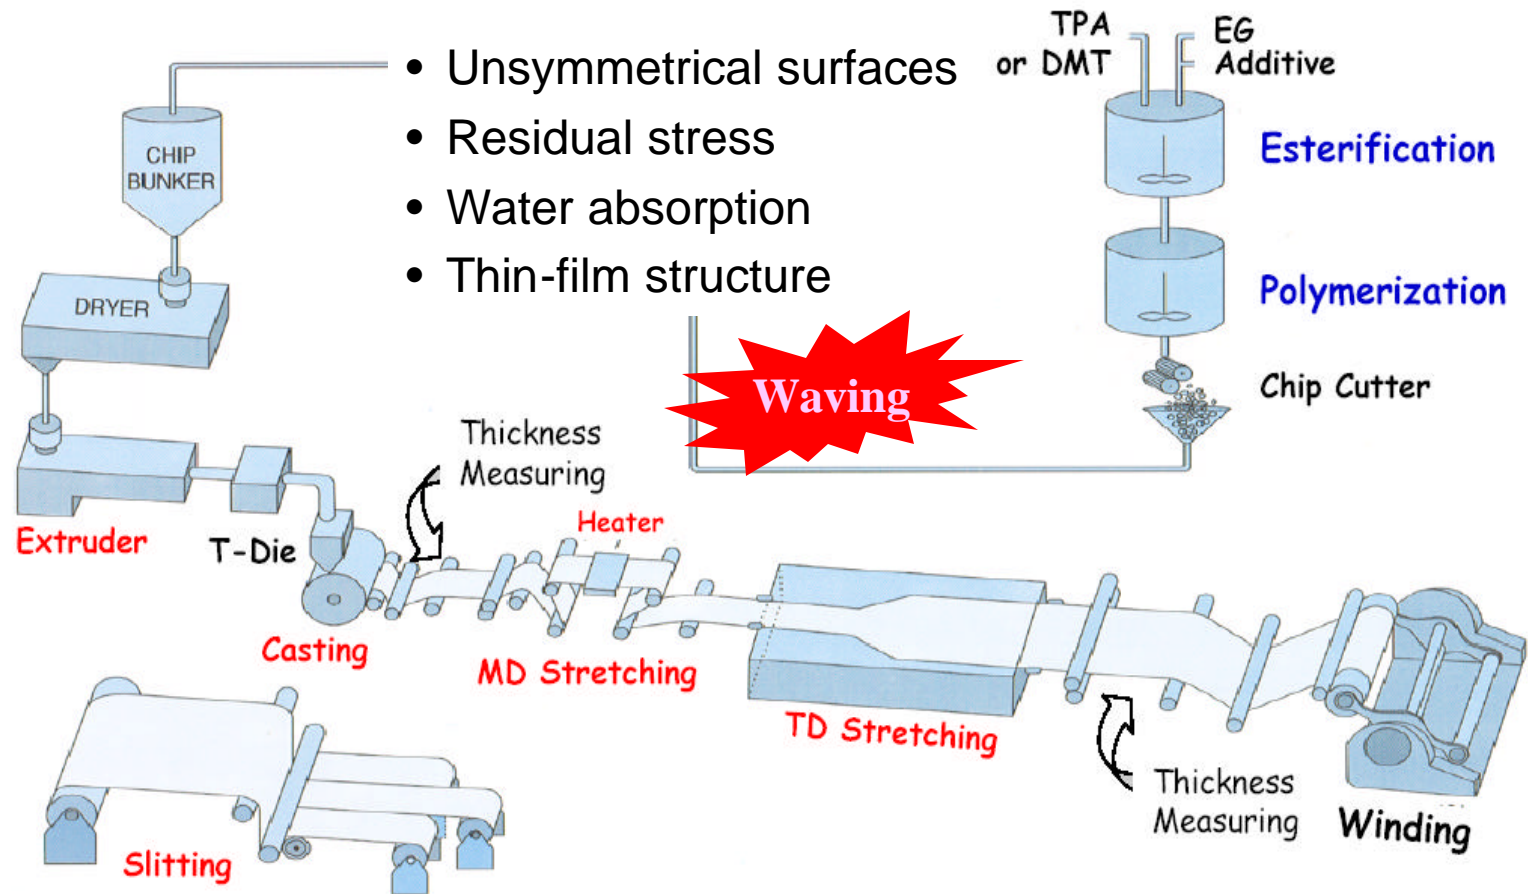 • Unsymmetrical surfaces
• Residual stress
• Water absorption
• Thin-film structure
TPA
or DMT
EG
Additive
Esterification
Polymerization
Chip Cutter
CHIP
BUNKER
DRYER
Waving
Extruder
T-Die
Thickness
Measuring
Heater
Casting
MD Stretching
TD Stretching
Thickness
Measuring
Winding
Slitting